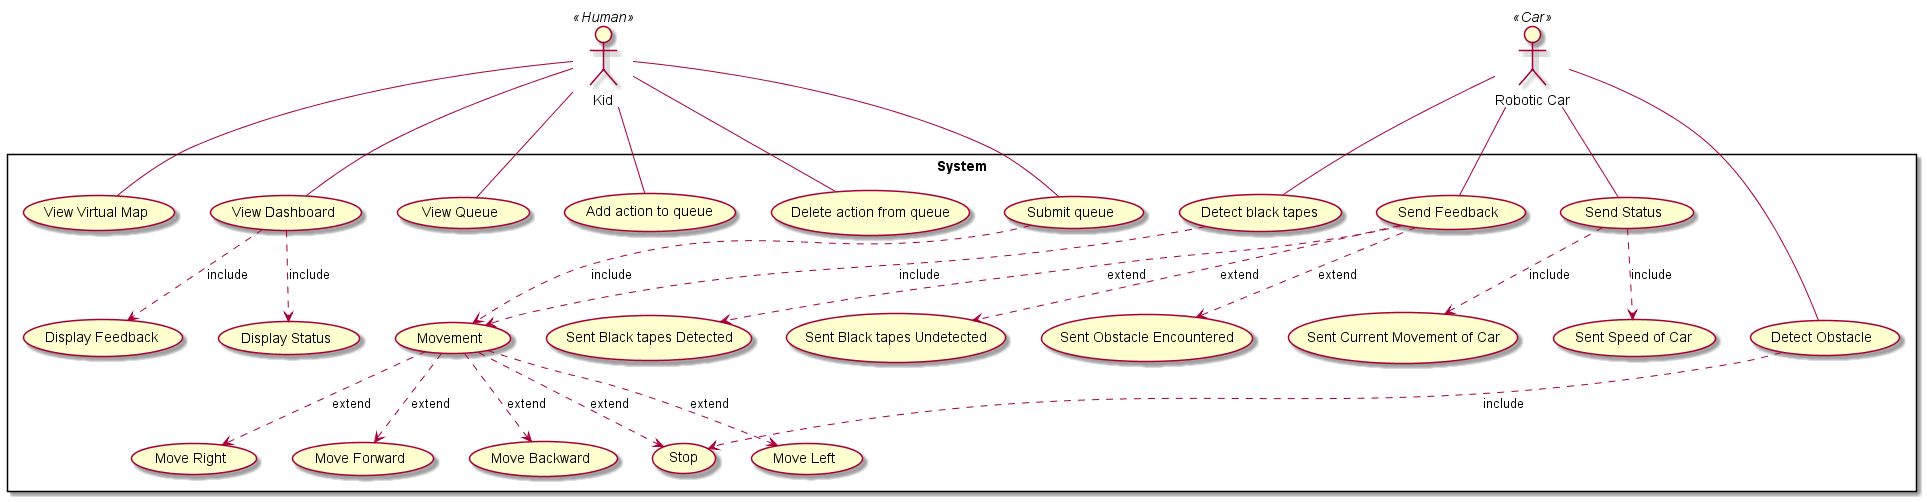 «Human»
«Car»
Kid
Robotic Car
System
View Virtual Map
View Dashboard
View Queue
Add action to queue
Delete action from queue
Submit queue
Detect black tapes
Send Feedback
Send Status
include
include
include
include
extend
extend
extend
include
include
Display Feedback
Display Status
Movement
Sent Black tapes Detected
Sent Black tapes Undetected
Sent Obstacle Encountered
Sent Current Movement of Car
Sent Speed of Car
Detect Obstacle
extend
extend
extend
extend
extend
include
Move Right
Move Forward
Move Backward
Stop
Move Left